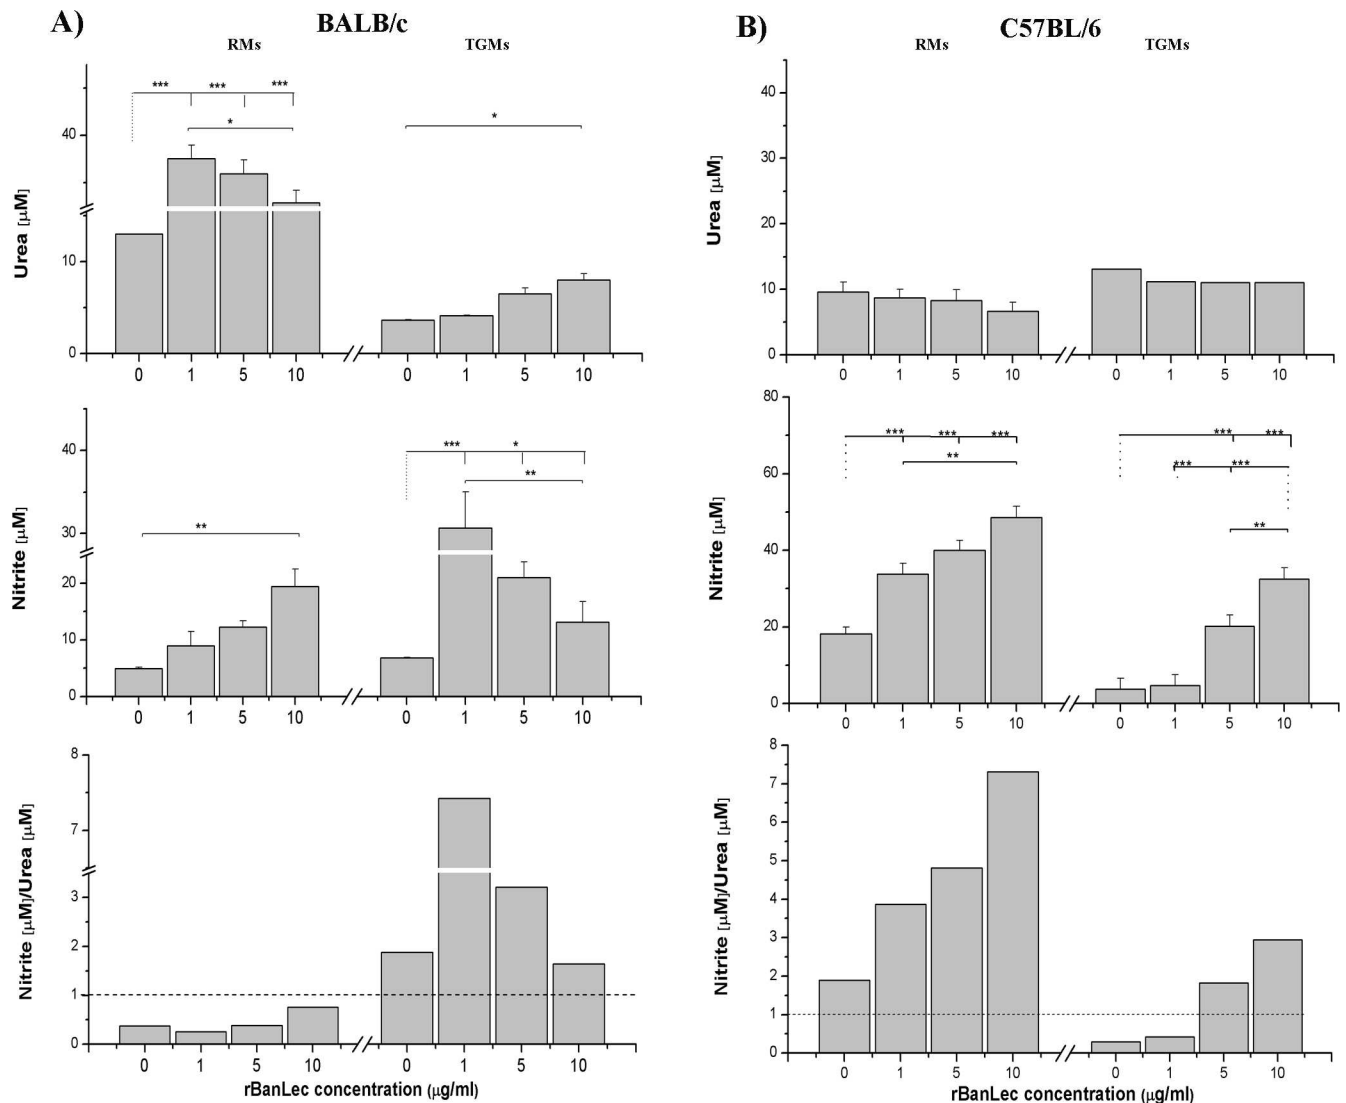 A)
BALB/c
RMs
TGMs
Urea [μM]
40
10
0
***
***
***
*
*
0 1 5 10 0 1 5 10
Nitrite [μM]
40
30
20
10
0
**
***
*
**
0 1 5 10 0 1 5 10
Nitrite [μM]/Urea [μM]
8
7
3
2
1
0
0 1 5 10 0 1 5 10
rBanLec concentration (μg/ml)
B)
C57BL/6
RMs
TGMs
Urea [μM]
40
30
20
10
0
0 1 5 10 0 1 5 10
Nitrite [μM]
80
60
40
20
0
***
***
***
**
***
***
***
***
**
0 1 5 10 0 1 5 10
Nitrite [μM]/Urea [μM]
8
7
6
5
4
3
2
1
0
0 1 5 10 0 1 5 10
rBanLec concentration (μg/ml)